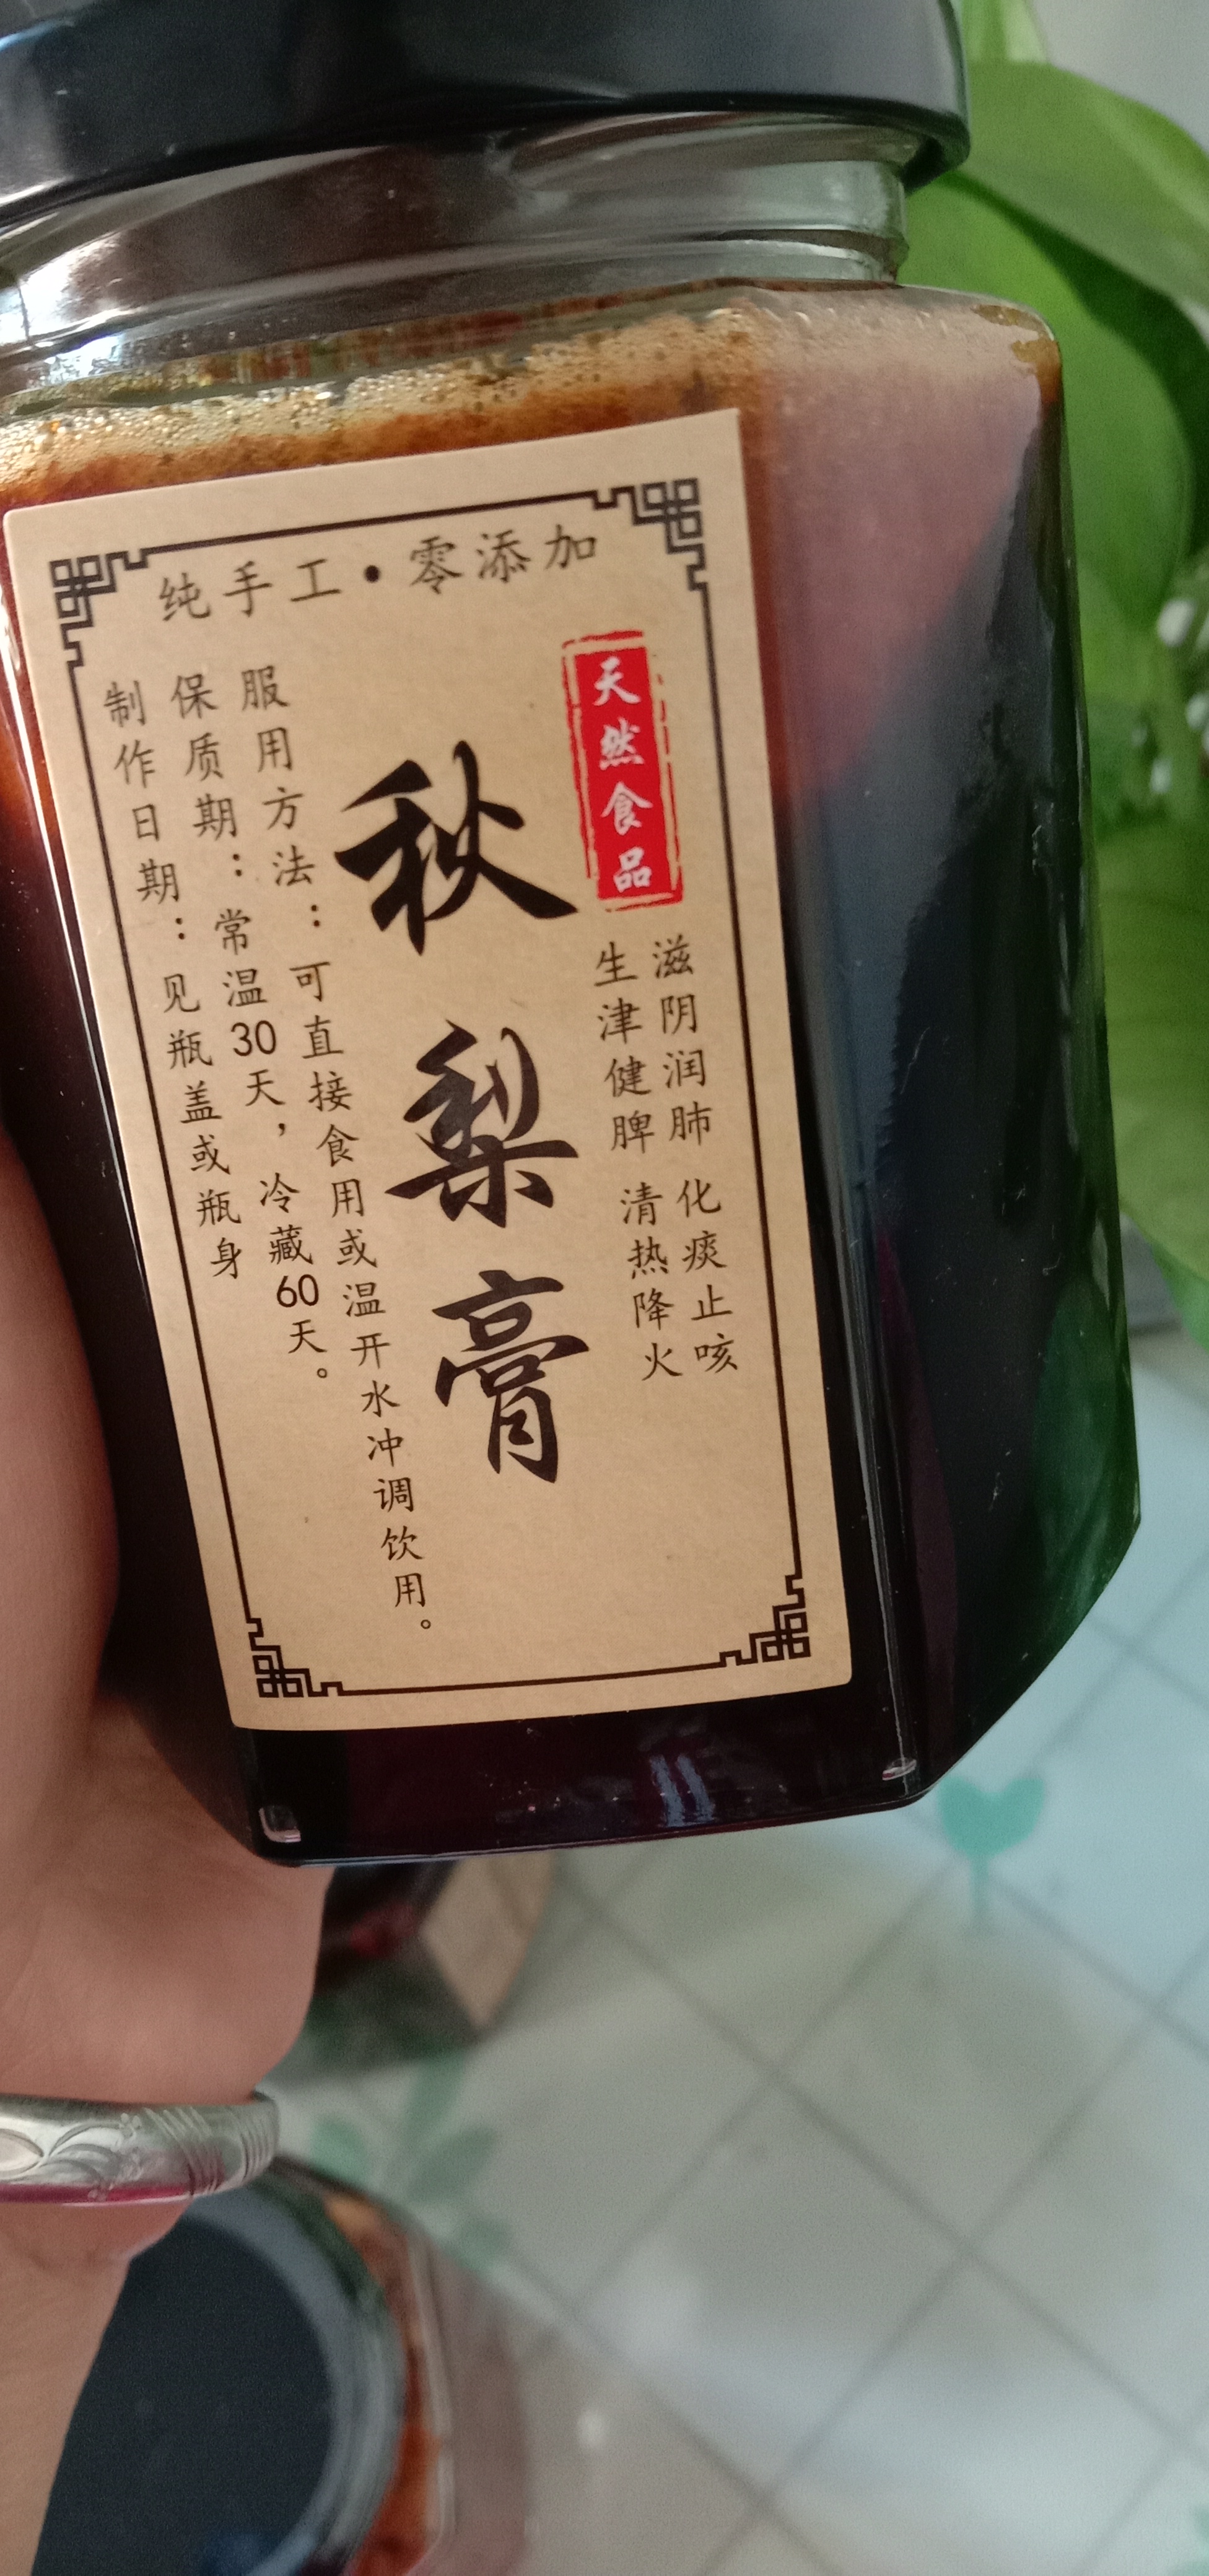 纯手工·零添加
天然食品
滋阴润肺 化痰止咳
生津健脾 清热降火
秋梨膏
服用方法：可直接食用或温开水冲调饮用。
保质期：常温30天，冷藏60天。
制作日期：见瓶盖或瓶身